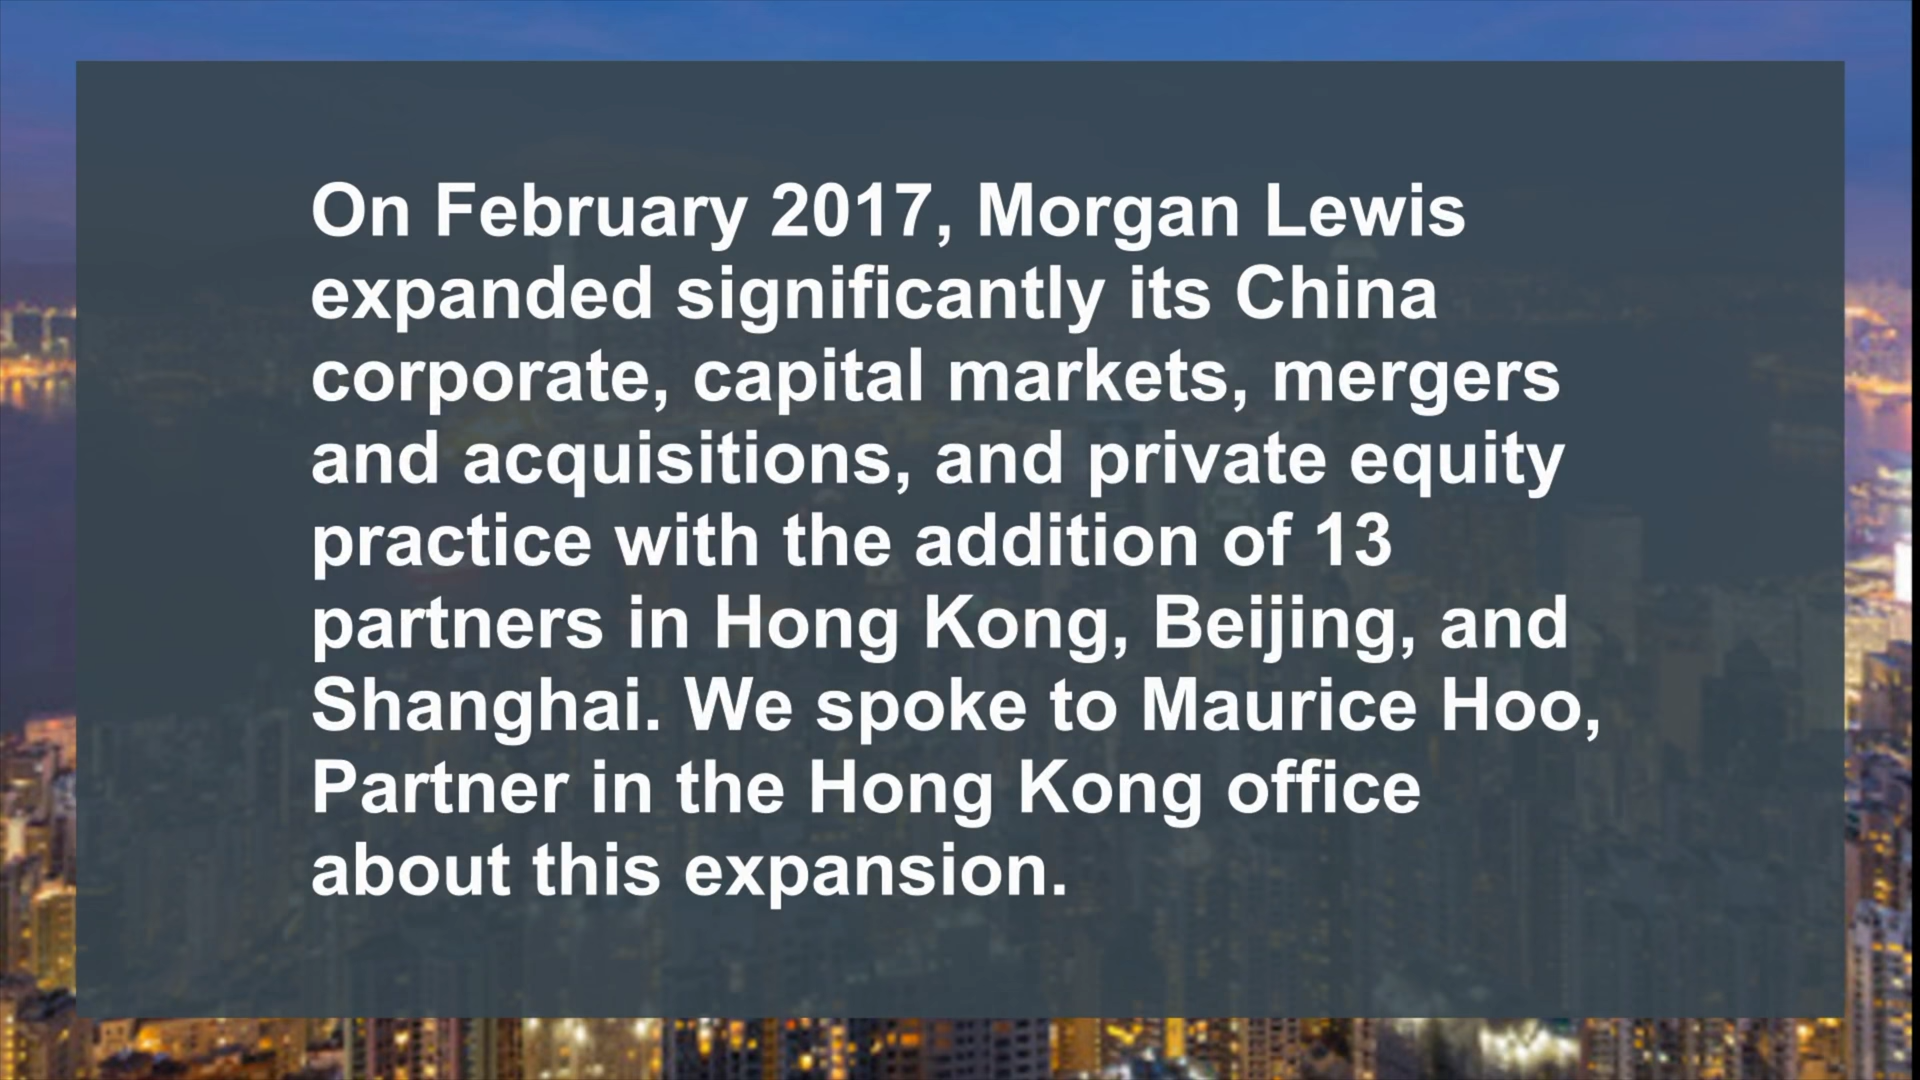 On February 2017, Morgan Lewis
expanded significantly its China
corporate, capital markets, mergers
and acquisitions, and private equity
practice with the addition of 13
partners in Hong Kong, Beijing, and
Shanghai. We spoke to Maurice Hoo,
Partner in the Hong Kong office
about this expansion.